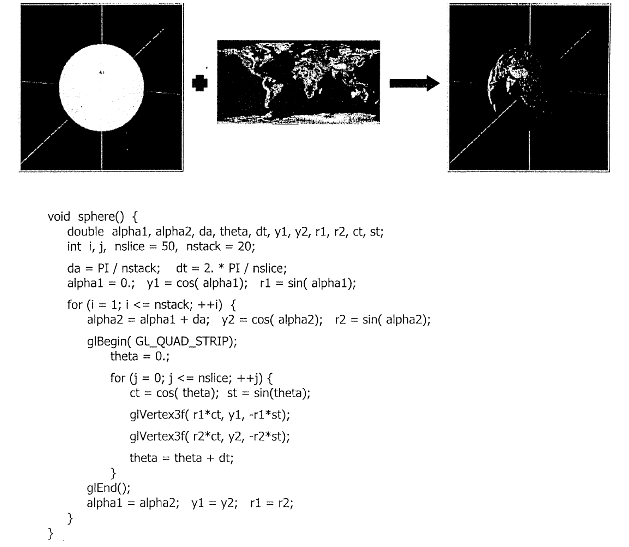 void sphere() {
double alpha1, alpha2, da, theta, dt, y1, y2, r1, r2, ct, st;
int i, j, nslice = 50, nstack = 20;
da = PI / nstack; dt = 2. * PI / nslice;
alpha1 = 0.; y1 = cos( alpha1); r1 = sin( alpha1);
for (i = 1; i <= nstack; ++i) {
alpha2 = alpha1 + da; y2 = cos( alpha2); r2 = sin( alpha2);
glBegin( GL_QUAD_STRIP);
theta = 0.;
for (j = 0; j <= nslice; ++j) {
ct = cos( theta); st = sin(theta);
glVertex3f( r1*ct, y1, -r1*st);
glVertex3f( r2*ct, y2, -r2*st);
theta = theta + dt;
}
glEnd();
alpha1 = alpha2; y1 = y2; r1 = r2;
}
}